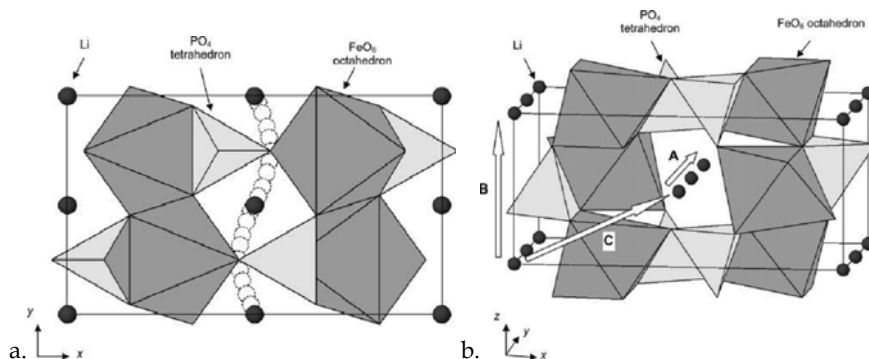 Li
PO4
tetrahedron
FeO6
octahedron
y
x
a.
PO4
tetrahedron
FeO6 octahedron
Li
A
B
C
z
y
x
b.